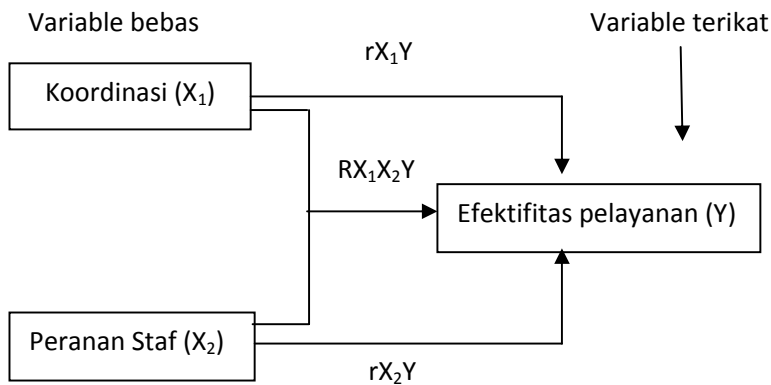 Variable bebas
Variable terikat
rX₁Y
Koordinasi (X₁)
RX₁X₂Y
Efektifitas pelayanan (Y)
Peranan Staf (X₂)
rX₂Y